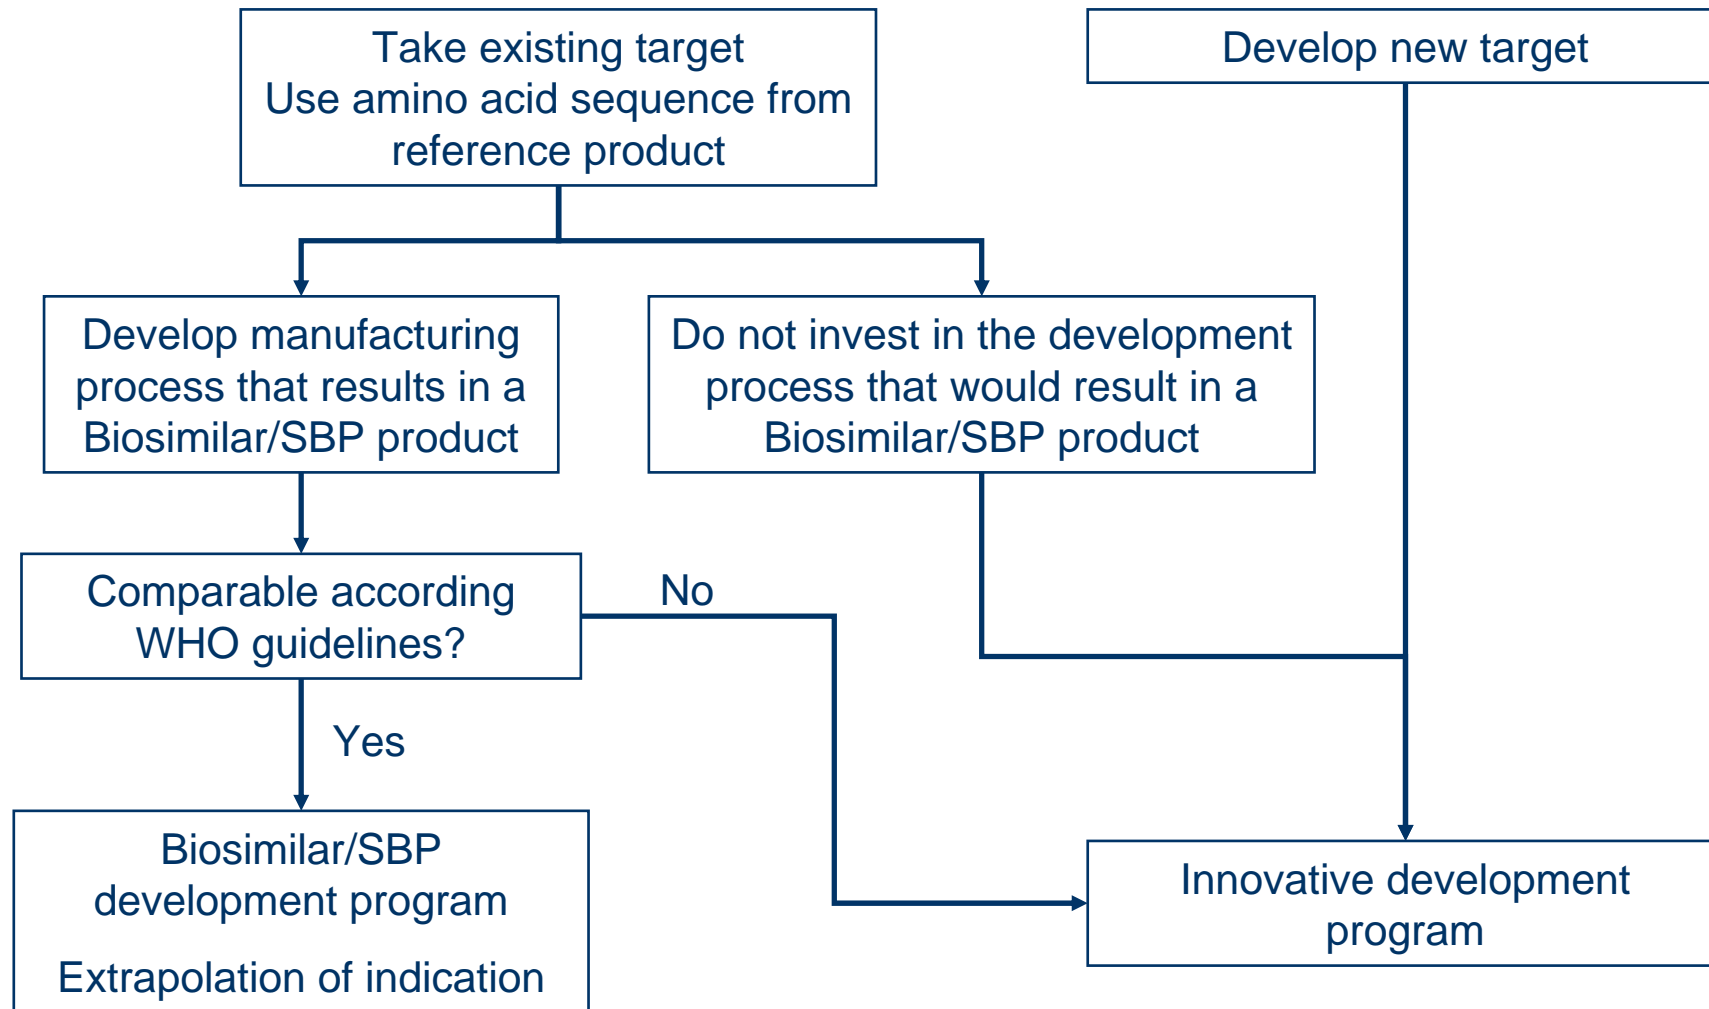 Take existing target
Use amino acid sequence from
reference product
Develop new target
Develop manufacturing
process that results in a
Biosimilar/SBP product
Do not invest in the development
process that would result in a
Biosimilar/SBP product
Comparable according
WHO guidelines?
No
Yes
Biosimilar/SBP
development program
Extrapolation of indication
Innovative development
program